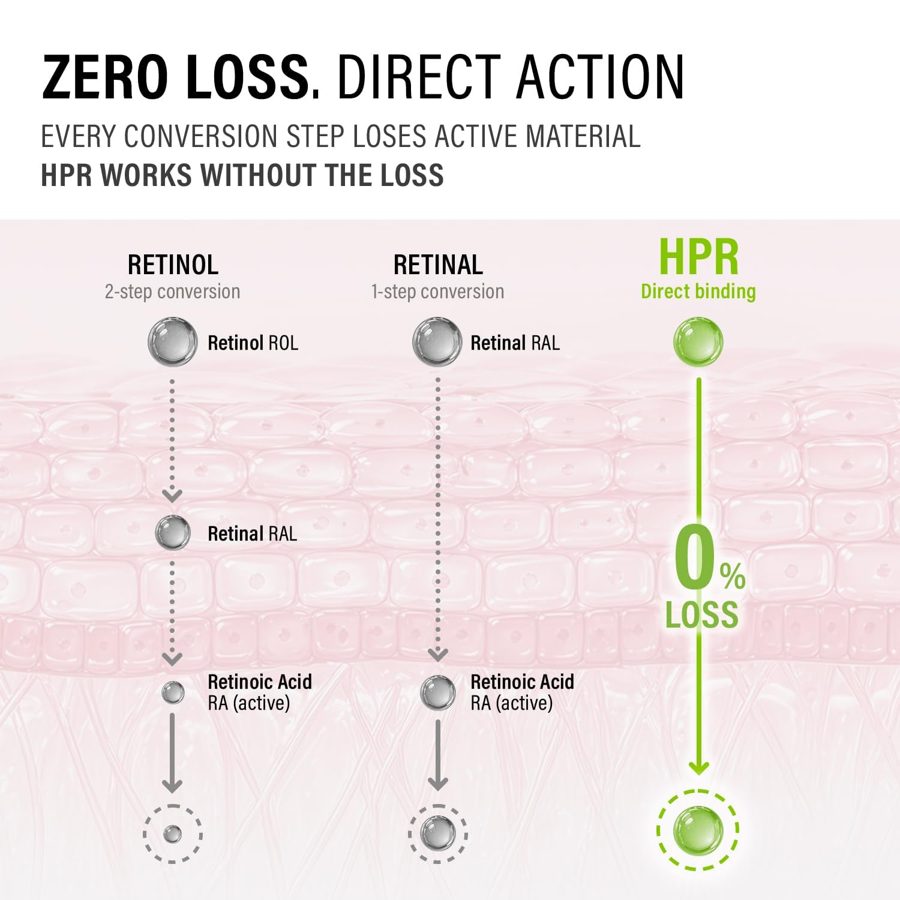 ZERO LOSS. DIRECT ACTION
EVERY CONVERSION STEP LOSES ACTIVE MATERIAL
HPR WORKS WITHOUT THE LOSS
RETINOL
2-step conversion
Retinol ROL
Retinal RAL
Retinoic Acid
RA (active)
RETINAL
1-step conversion
Retinal RAL
Retinoic Acid
RA (active)
HPR
Direct binding
0%
LOSS